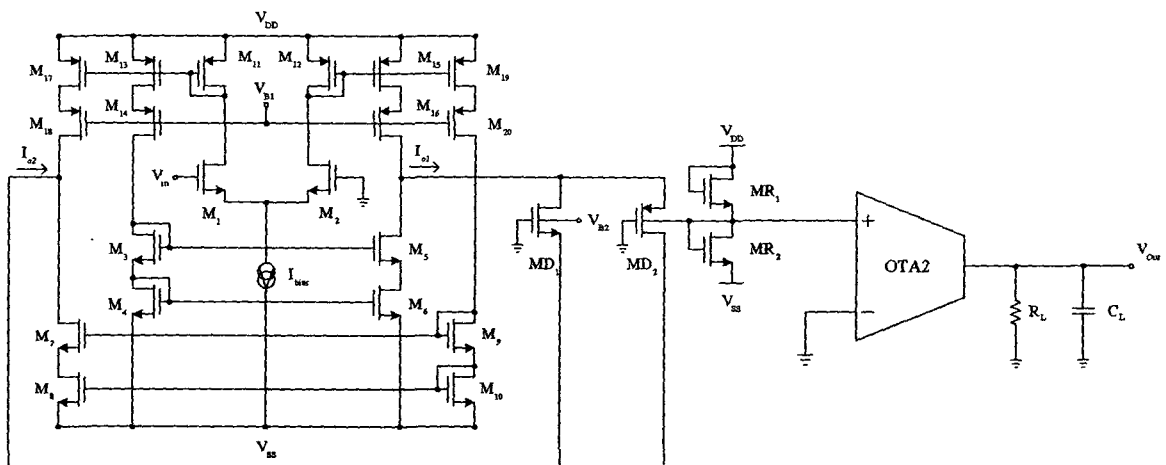 V_DD
M_17
M_13
M_11
M_12
M_15
M_19
M_18
M_14
V_B1
M_16
M_20
I_o2
V_in
M_1
M_2
I_o1
M_3
M_5
I_bias
M_4
M_6
M_7
M_9
M_8
M_10
V_SS
MD_1
V_B2
MD_2
V_DD
MR_1
MR_2
V_SS
+
−
OTA2
R_L
C_L
V_Out